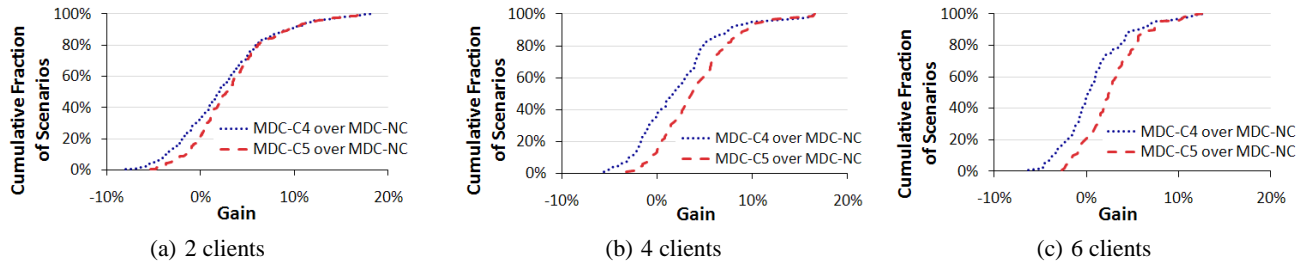 Cumulative Fraction
of Scenarios
100%
80%
60%
40%
20%
0%
MDC-C4 over MDC-NC
MDC-C5 over MDC-NC
-10%
0%
10%
20%
Gain
(a) 2 clients
Cumulative Fraction
of Scenarios
100%
80%
60%
40%
20%
0%
MDC-C4 over MDC-NC
MDC-C5 over MDC-NC
-10%
0%
10%
20%
Gain
(b) 4 clients
Cumulative Fraction
of Scenarios
100%
80%
60%
40%
20%
0%
MDC-C4 over MDC-NC
MDC-C5 over MDC-NC
-10%
0%
10%
20%
Gain
(c) 6 clients